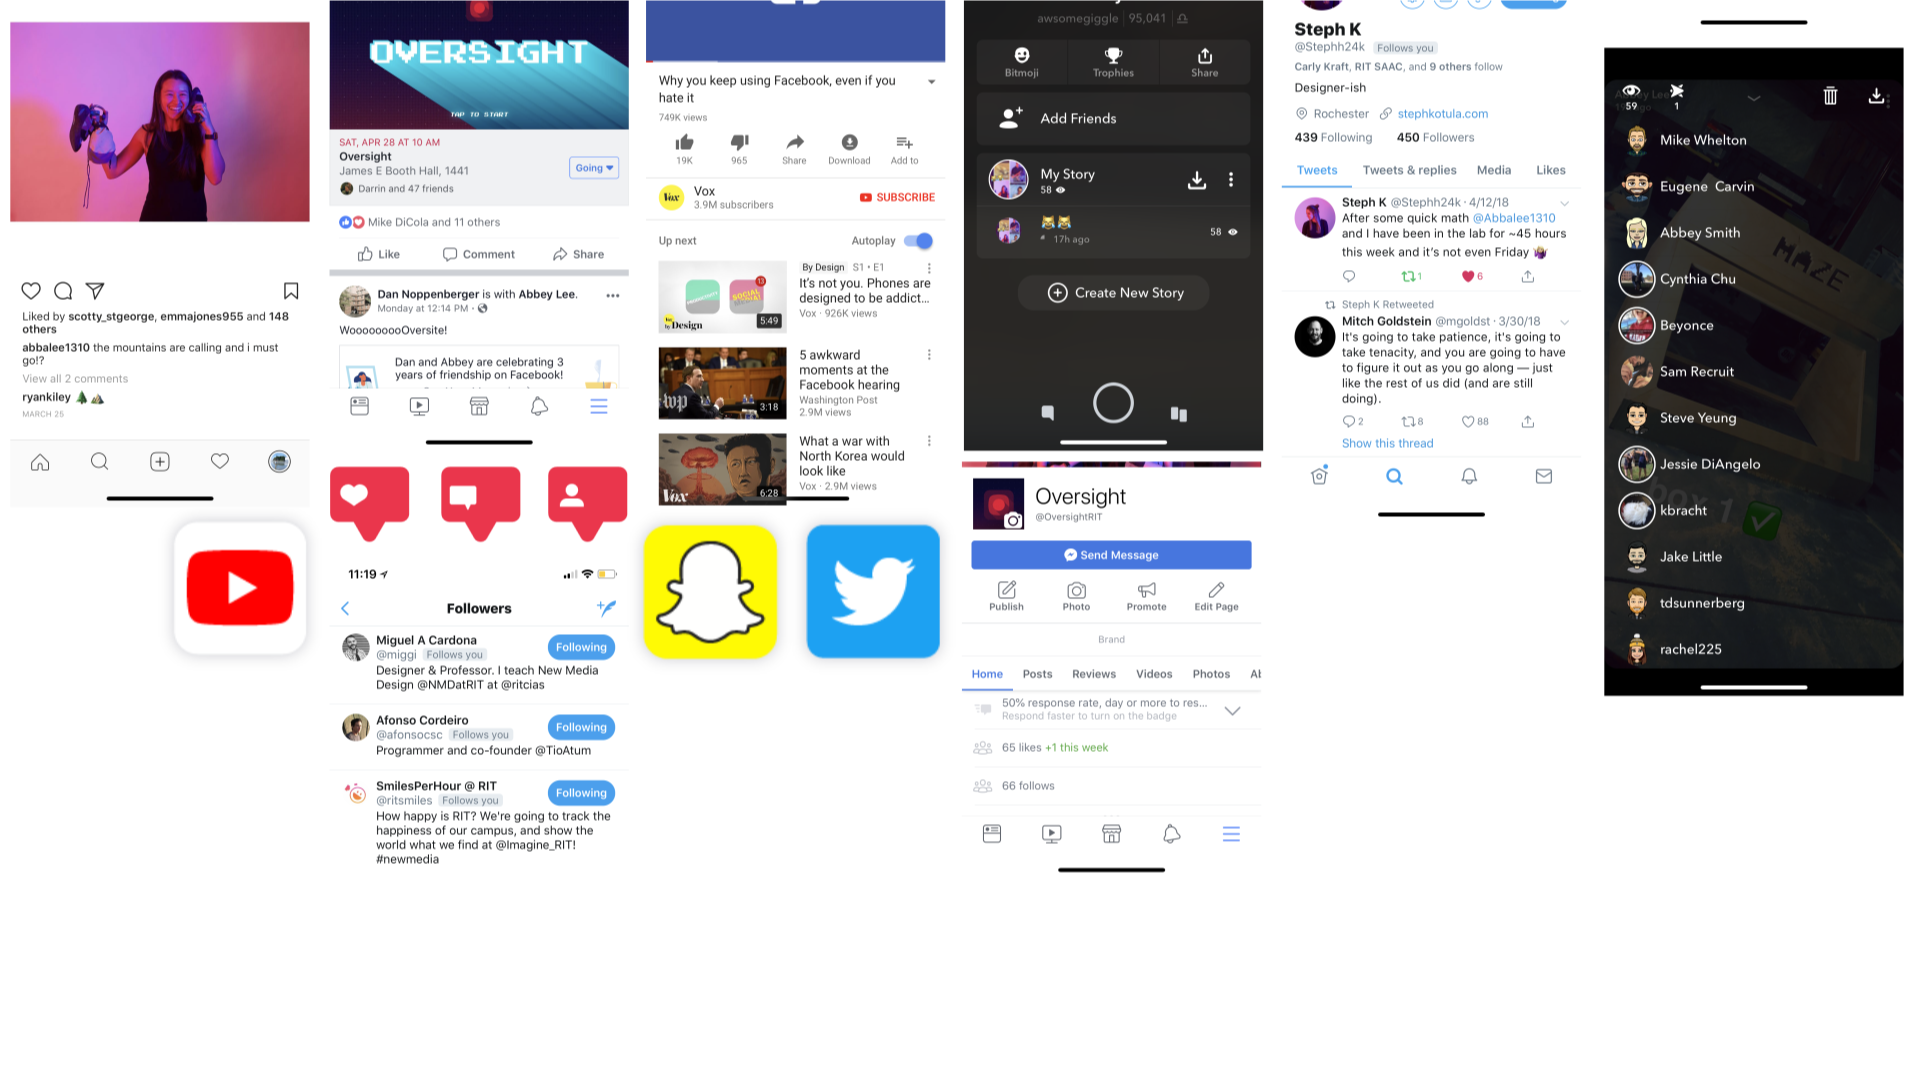 Liked by scotty_stgeorge, emmajones955 and 148
others
abbalee1310 the mountains are calling and i must
go!?
View all 2 comments
ryankiley
MARCH 25
OVERSIGHT
TAP TO START
SAT, APR 28 AT 10 AM
Oversight
James E Booth Hall, 1441
Going
Darrin and 47 friends
Mike DiCola and 11 others
Like
Comment
Share
Dan Noppenberger is with Abbey Lee.
Monday at 12:14 PM ·
WooooooooOversite!
Dan and Abbey are celebrating 3
years of friendship on Facebook!
11:19
Followers
Miguel A Cardona
@miggi Follows you
Following
Designer & Professor. I teach New Media
Design @NMDatRIT at @ritcias
Afonso Cordeiro
@afonsocsc Follows you
Following
Programmer and co-founder @TioAtum
SmilesPerHour @ RIT
@ritsmiles Follows you
Following
How happy is RIT? We're going to track the
happiness of our campus, and show the
world what we find at @Imagine_RIT!
#newmedia
Why you keep using Facebook, even if you
hate it
749K views
19K
965
Share
Download
Add to
Vox
Vox
3.9M subscribers
SUBSCRIBE
Up next
Autoplay
By Design S1 • E1
It's not you. Phones are
designed to be addict...
Vox · 926K views
SOCIAL
13
by Design
5:49
5 awkward
moments at the
Facebook hearing
Washington Post
2.9M views
wp
3:18
What a war with
North Korea would
look like
Vox · 2.9M views
Vox
6:28
awsomegiggle | 95,041
Bitmoji
Trophies
Share
Add Friends
My Story
58
17h ago
58
Create New Story
Oversight
@OversightRIT
Send Message
Publish
Photo
Promote
Edit Page
Brand
Home
Posts
Reviews
Videos
Photos
Al
50% response rate, day or more to res...
Respond faster to turn on the badge
65 likes +1 this week
66 follows
Steph K
@Stephh24k Follows you
Carly Kraft, RIT SAAC, and 9 others follow
Designer-ish
Rochester stephkotula.com
439 Following 450 Followers
Tweets
Tweets & replies
Media
Likes
Steph K @Stephh24k · 4/12/18
After some quick math @Abbalee1310
and I have been in the lab for ~45 hours
this week and it's not even Friday
1
6
Steph K Retweeted
Mitch Goldstein @mgoldst · 3/30/18
It's going to take patience, it's going to
take tenacity, and you are going to have
to figure it out as you go along — just
like the rest of us did (and are still
doing).
2
8
88
Show this thread
59
1
Mike Whelton
Eugene Carvin
Abbey Smith
Cynthia Chu
Beyonce
Sam Recruit
Steve Yeung
Jessie DiAngelo
kbracht
Jake Little
tdsunnerberg
rachel225
MAZE
BOX 1